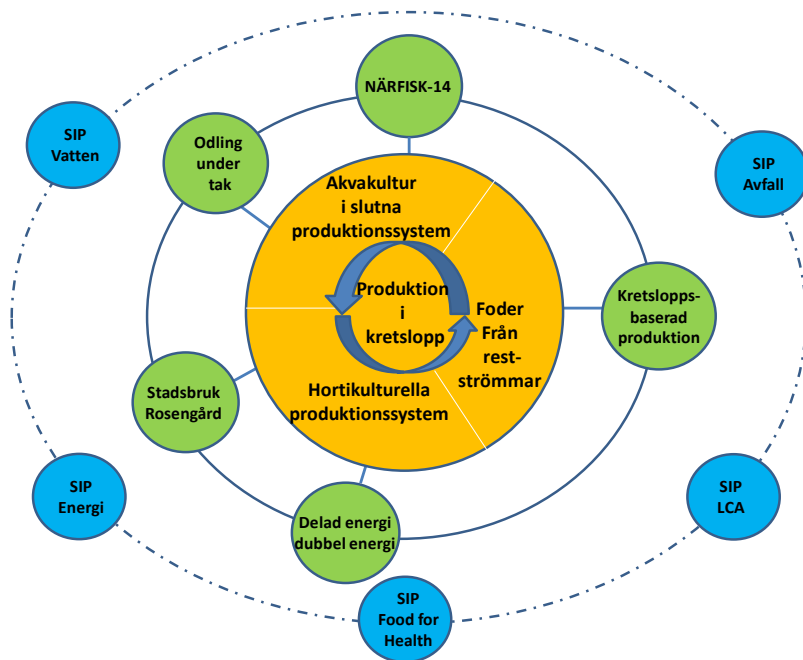 NÄRFISK-14
SIP
Vatten
Odling
under
tak
SIP
Avfall
Akvakultur
i slutna
produktionssystem
Produktion
i
kretslopp
Foder
Från
rest-
strömmar
Kretslopps-
baserad
produktion
Stadsbruk
Rosengård
Hortikulturella
produktionssystem
SIP
Energi
SIP
LCA
Delad energi
dubbel energi
SIP
Food for
Health